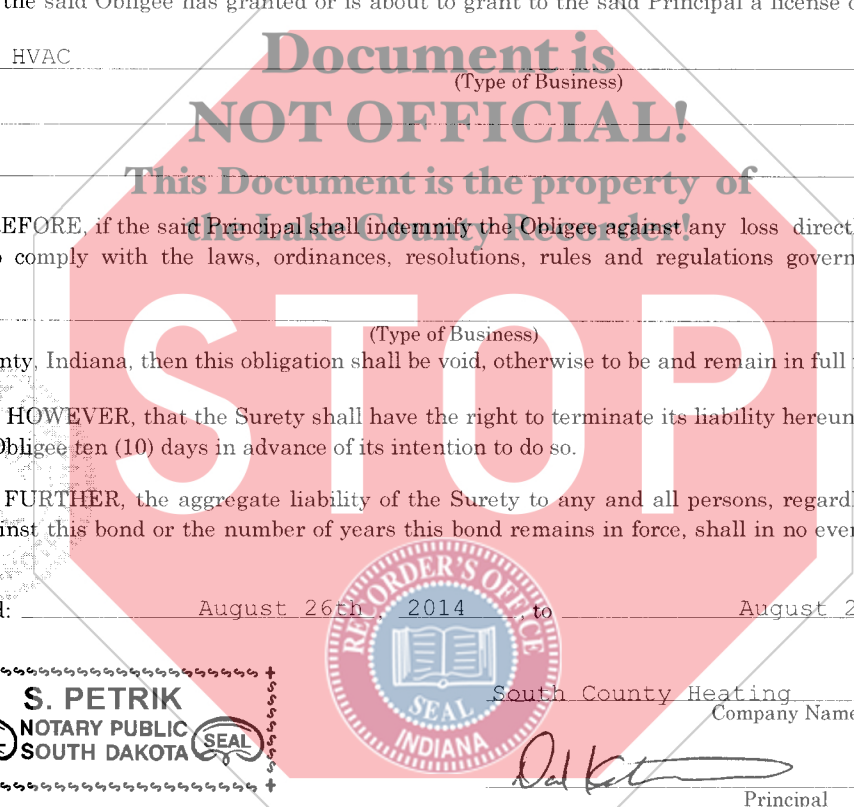 the said Obligee has granted or is about to grant to the said Principal a license
HVAC
Document is
(Type of Business)
NOT OFFICIAL!
This Document is the property of
the Lake County Recorder!
EFORE, if the said Principal shall indemnify the Obligee against any loss direct
comply with the laws, ordinances, resolutions, rules and regulations govern
STOP
(Type of Business)
nty, Indiana, then this obligation shall be void, otherwise to be and remain in full
HOWEVER, that the Surety shall have the right to terminate its liability hereun
Obligee ten (10) days in advance of its intention to do so.
FURTHER, the aggregate liability of the Surety to any and all persons, regardl
inst this bond or the number of years this bond remains in force, shall in no even
RECORDER'S OFFICE
d: August 26th, 2014, to August 2
SEAL
INDIANA
S. PETRIK
NOTARY PUBLIC
SOUTH DAKOTA
SEAL
South County Heating
Company Name
Principal